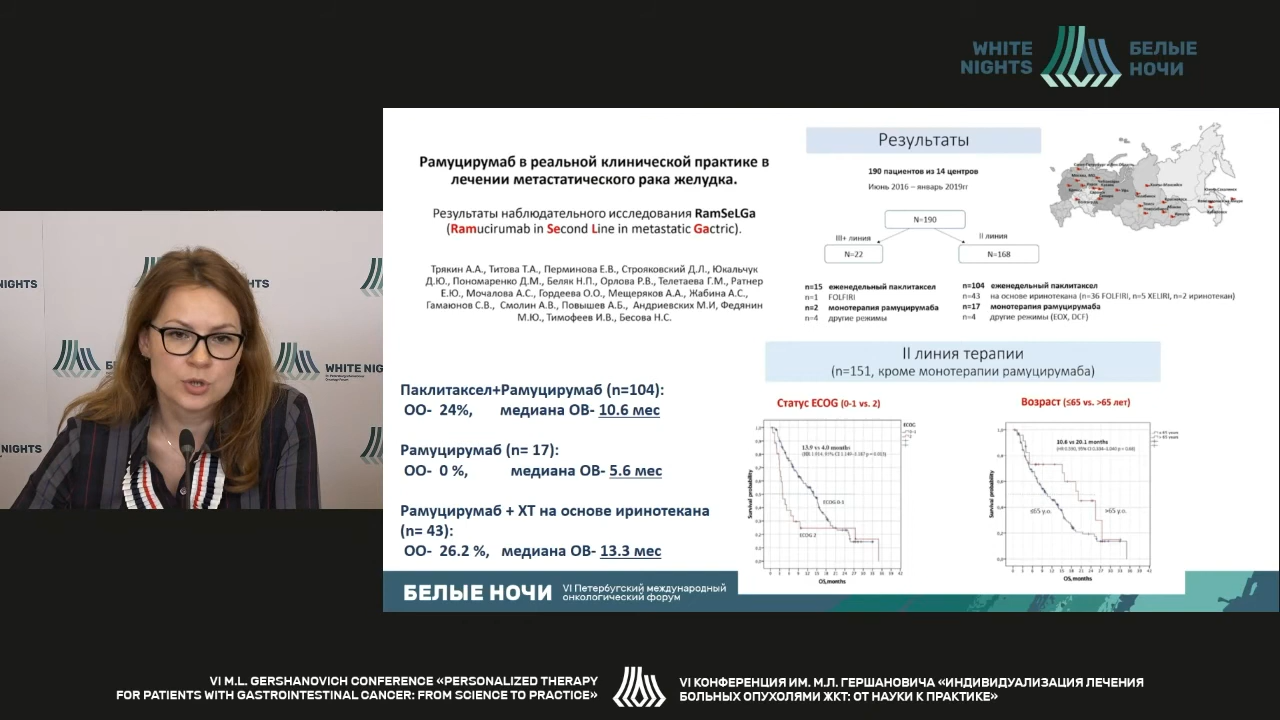 WHITE
NIGHTS
БЕЛЫЕ
НОЧИ
Рамуцирумаб в реальной клинической практике в
лечении метастатического рака желудка.
Результаты наблюдательного исследования RamSeLGa
(Ramucirumab in Second Line in metastatic Gactric).
Трякин А.А., Титова Т.А., Перминова Е.В., Строяковский Д.Л., Юкальчук
Д.Ю., Пономаренко Д.М., Беляк Н.П., Орлова Р.В., Телетаева Г.М., Ратнер
Е.Ю., Мочалова А.С., Гордеева О.О., Мещеряков А.А., Жабина А.С.,
Гамаюнов С.В., Смолин А.В., Повышев А.Б., Андриевских М.И, Федянин
М.Ю., Тимофеев И.В., Бесова Н.С.
Паклитаксел+Рамуцирумаб (n=104):
ОО- 24%, медиана ОВ- 10.6 мес
Рамуцирумаб (n= 17):
ОО- 0 %, медиана ОВ- 5.6 мес
Рамуцирумаб + ХТ на основе иринотекана
(n= 43):
ОО- 26.2 %, медиана ОВ- 13.3 мес
Результаты
190 пациентов из 14 центров
Июнь 2016 – январь 2019гг
N=190
III+ линия
II линия
N=22
N=168
n=15 еженедельный паклитаксел
n=1 FOLFIRI
n=2 монотерапия рамуцирумаба
n=4 другие режимы
n=104 еженедельный паклитаксел
n=43 на основе иринотекана (n=36 FOLFIRI, n=5 XELIRI, n=2 иринотекан)
n=17 монотерапия рамуцирумаба
n=4 другие режимы (EOX, DCF)
II линия терапии
(n=151, кроме монотерапии рамуцирумаба)
Статус ECOG (0-1 vs. 2)
ECOG
13.9 vs 4.0 months
ECOG 0-1
ECOG 2
Survival probability
OS, months
Возраст (≤65 vs. >65 лет)
10.6 vs 20.1 months
≤65 y.o.
>65 y.o.
Survival probability
OS, months
БЕЛЫЕ НОЧИ
VI Петербугский международный
онкологический форум
NIGHTS
БЕ
WHITE NIG
NIGHTS
VI M.L. GERSHANOVICH CONFERENCE «PERSONALIZED THERAPY
FOR PATIENTS WITH GASTROINTESTINAL CANCER: FROM SCIENCE TO PRACTICE»
VI КОНФЕРЕНЦИЯ ИМ. М.Л. ГЕРШАНОВИЧА «ИНДИВИДУАЛИЗАЦИЯ ЛЕЧЕНИЯ
БОЛЬНЫХ ОПУХОЛЯМИ ЖКТ: ОТ НАУКИ К ПРАКТИКЕ»